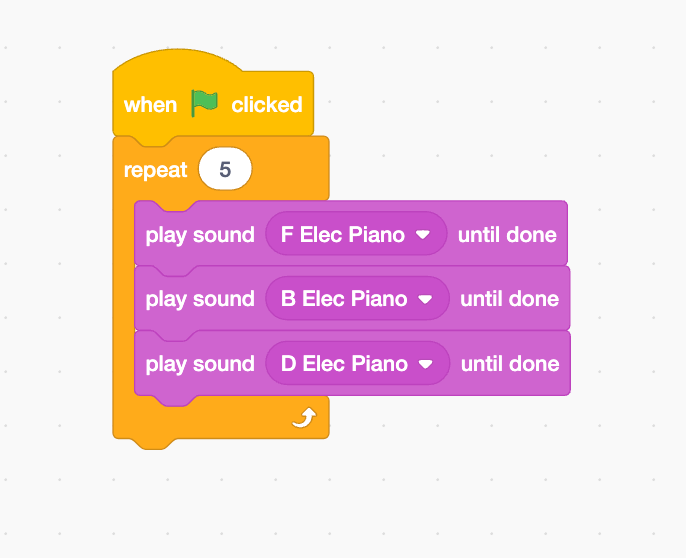 when clicked
repeat 5
play sound F Elec Piano until done
play sound B Elec Piano until done
play sound D Elec Piano until done